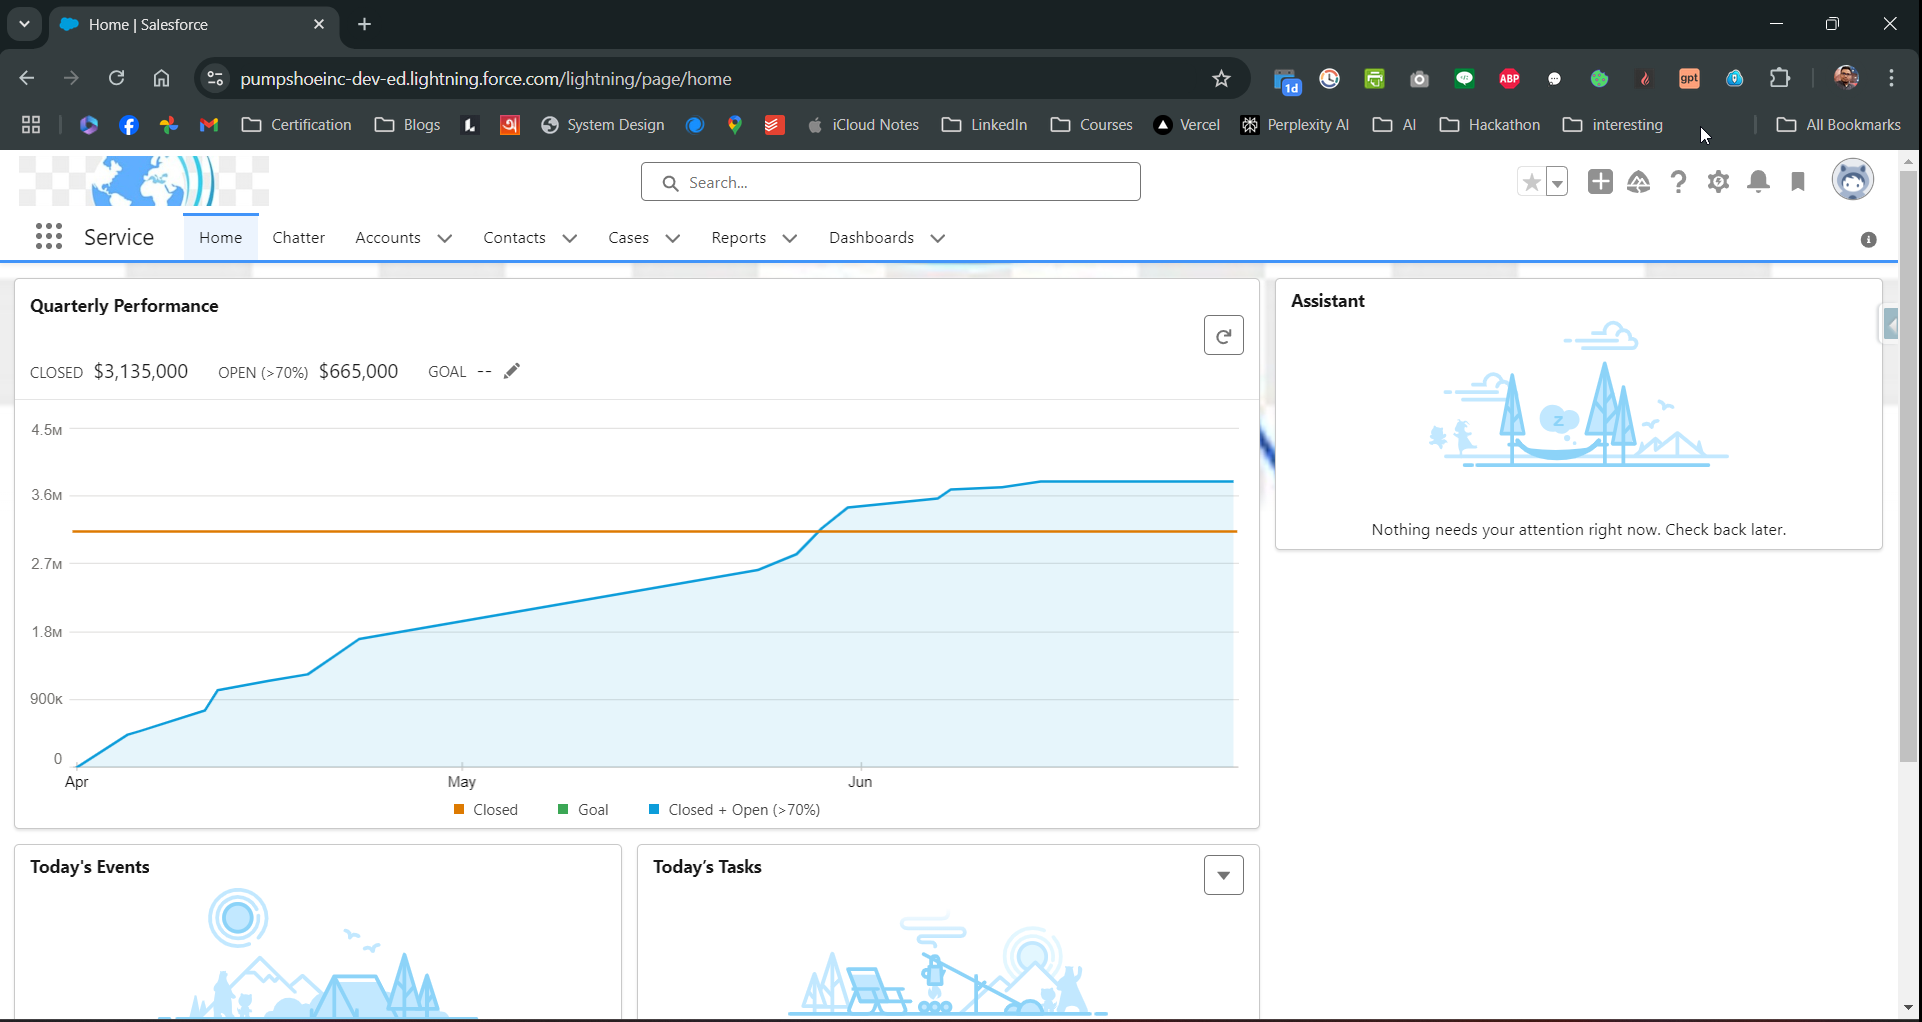 Home | Salesforce
pumpshoeinc-dev-ed.lightning.force.com/lightning/page/home
1d
ABP
gpt
Certification
Blogs
System Design
iCloud Notes
LinkedIn
Courses
Vercel
Perplexity AI
AI
Hackathon
interesting
All Bookmarks
Search...
Service
Home
Chatter
Accounts
Contacts
Cases
Reports
Dashboards
Quarterly Performance
CLOSED $3,135,000 OPEN (>70%) $665,000 GOAL --
4.5M
3.6M
2.7M
1.8M
900K
0
Apr May Jun
Closed Goal Closed + Open (>70%)
Assistant
z
Nothing needs your attention right now. Check back later.
Today's Events
Today's Tasks